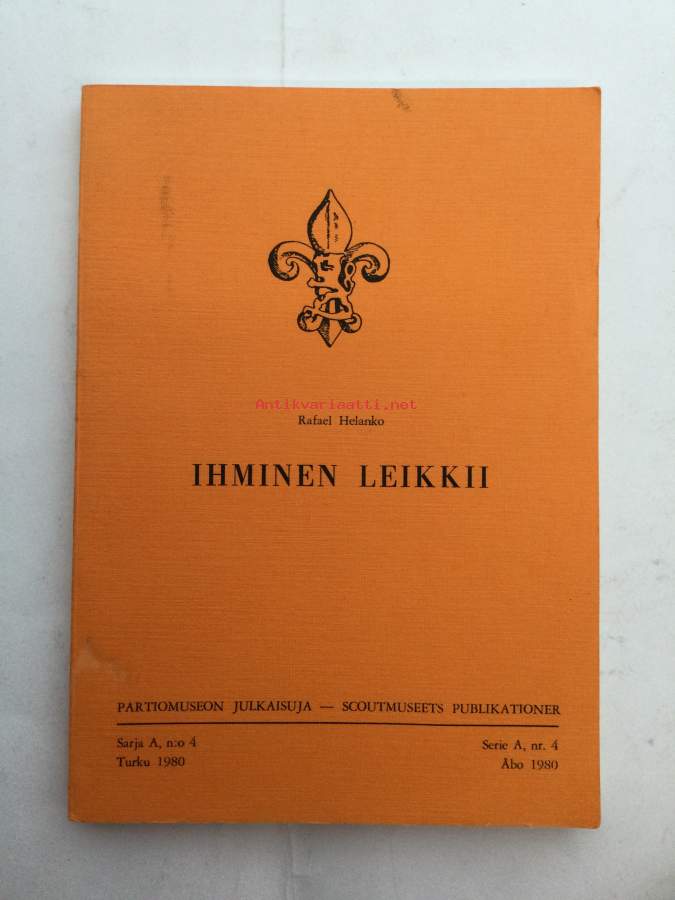 Antikvariaatti.net
Rafael Helanko
IHMINEN LEIKKII
PARTIOMUSEON JULKAISUJA — SCOUTMUSEETS PUBLIKATIONER
Sarja A, n:o 4
Turku 1980
Serie A, nr. 4
Åbo 1980